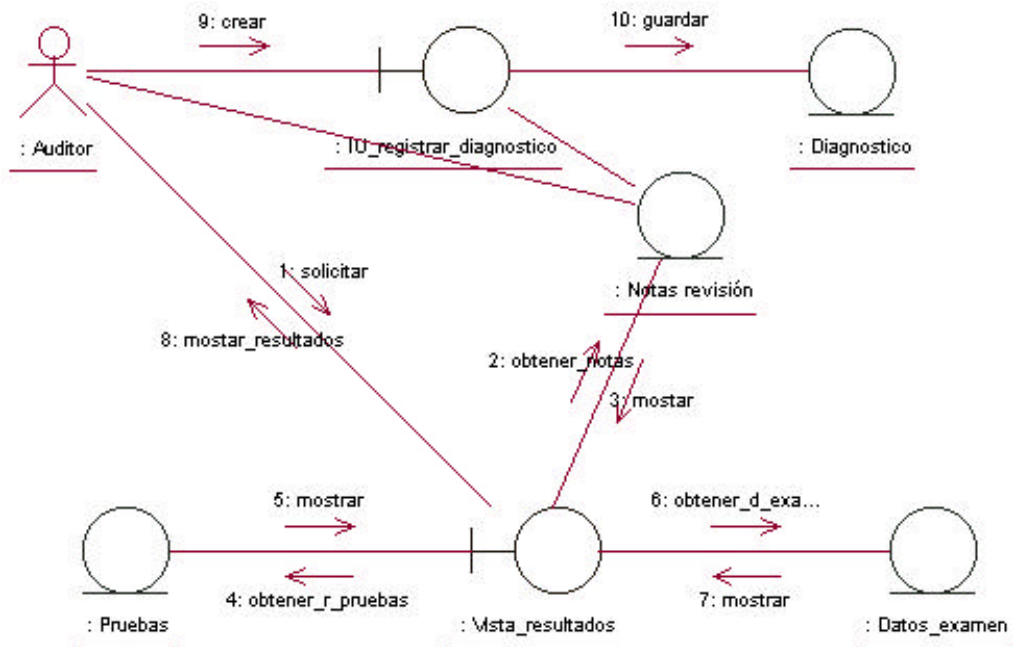 9: crear
10: guardar
: Auditor
: IU_registrar_diagnostico
: Diagnostico
: Notas revisión
1: solicitar
8: mostar_resultados
2: obtener_notas
3: mostar
5: mostrar
6: obtener_d_exa...
4: obtener_r_pruebas
7: mostrar
: Pruebas
: Vista_resultados
: Datos_examen